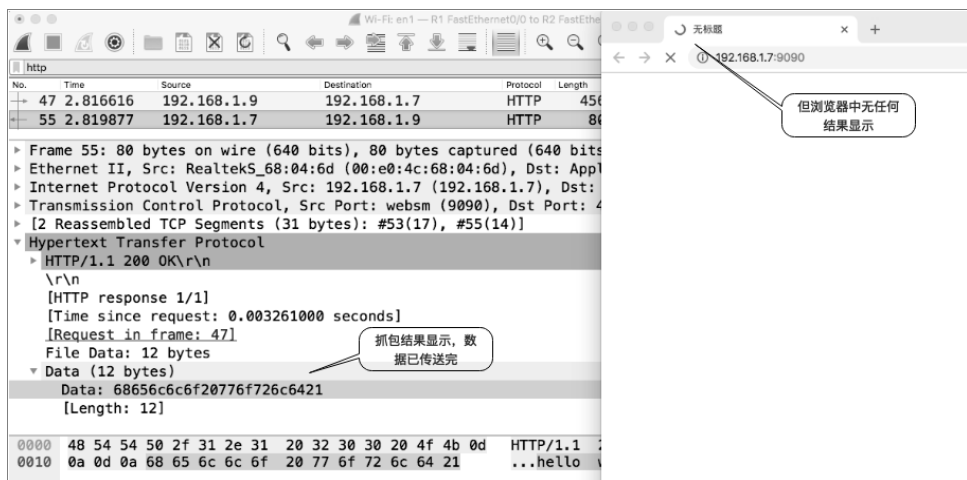 Wi-Fi: en1 — R1 FastEthernet0/0 to R2 FastEthe
http
No. Time Source Destination Protocol Length
47 2.816616 192.168.1.9 192.168.1.7 HTTP 456
55 2.819877 192.168.1.7 192.168.1.9 HTTP 80
Frame 55: 80 bytes on wire (640 bits), 80 bytes captured (640 bits
Ethernet II, Src: RealtekS_68:04:6d (00:e0:4c:68:04:6d), Dst: Appl
Internet Protocol Version 4, Src: 192.168.1.7 (192.168.1.7), Dst:
Transmission Control Protocol, Src Port: websm (9090), Dst Port: 4
[2 Reassembled TCP Segments (31 bytes): #53(17), #55(14)]
Hypertext Transfer Protocol
HTTP/1.1 200 OK\r\n
\r\n
[HTTP response 1/1]
[Time since request: 0.003261000 seconds]
[Request in frame: 47]
File Data: 12 bytes
Data (12 bytes)
Data: 68656c6c6f20776f726c6421
[Length: 12]
抓包结果显示，数
据已传送完
0000 48 54 54 50 2f 31 2e 31 20 32 30 30 20 4f 4b 0d HTTP/1.1 2
0010 0a 0d 0a 68 65 6c 6c 6f 20 77 6f 72 6c 64 21 ...hello w
无标题
192.168.1.7:9090
但浏览器中无任何
结果显示